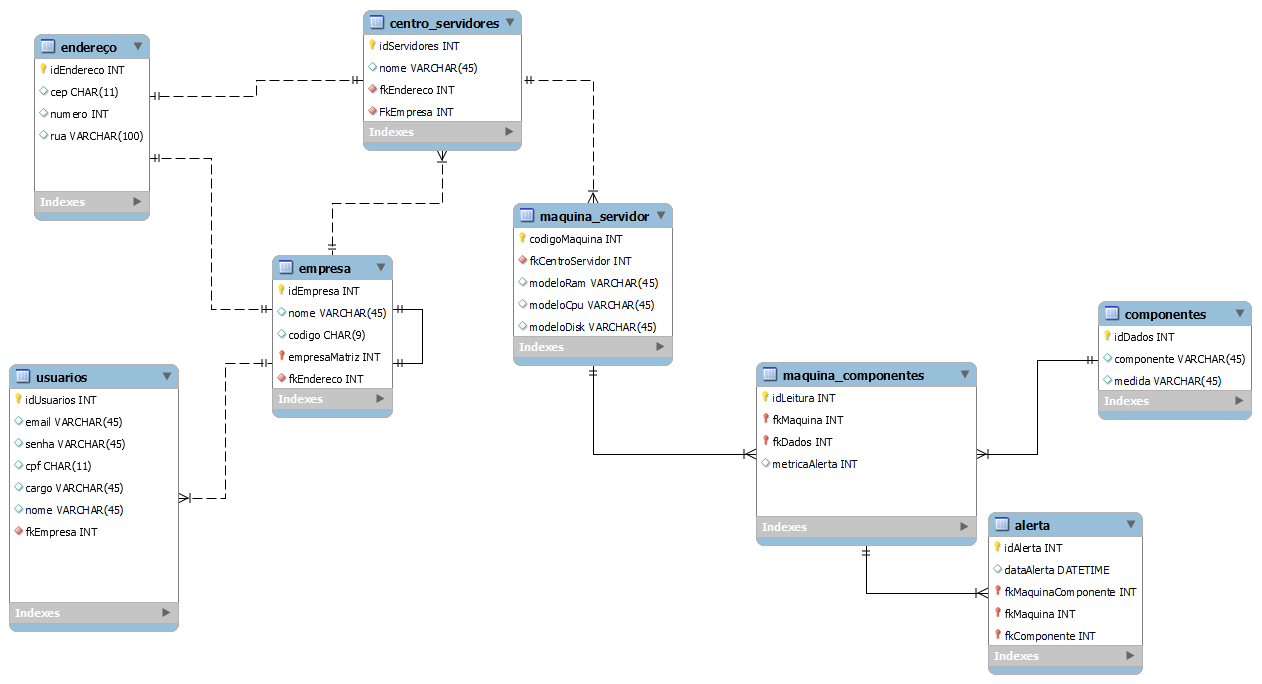 centro_servidores
idServidores INT
nome VARCHAR(45)
fkEndereco INT
FkEmpresa INT
Indexes
endereço
idEndereco INT
cep CHAR(11)
numero INT
rua VARCHAR(100)
Indexes
maquina_servidor
codigoMaquina INT
fkCentroServidor INT
modeloRam VARCHAR(45)
modeloCpu VARCHAR(45)
modeloDisk VARCHAR(45)
Indexes
empresa
idEmpresa INT
nome VARCHAR(45)
codigo CHAR(9)
empresaMatriz INT
fkEndereco INT
Indexes
componentes
idDados INT
componente VARCHAR(45)
medida VARCHAR(45)
Indexes
usuarios
idUsuarios INT
email VARCHAR(45)
senha VARCHAR(45)
cpf CHAR(11)
cargo VARCHAR(45)
nome VARCHAR(45)
fkEmpresa INT
Indexes
maquina_componentes
idLeitura INT
fkMaquina INT
fkDados INT
metricaAlerta INT
Indexes
alerta
idAlerta INT
dataAlerta DATETIME
fkMaquinaComponente INT
fkMaquina INT
fkComponente INT
Indexes